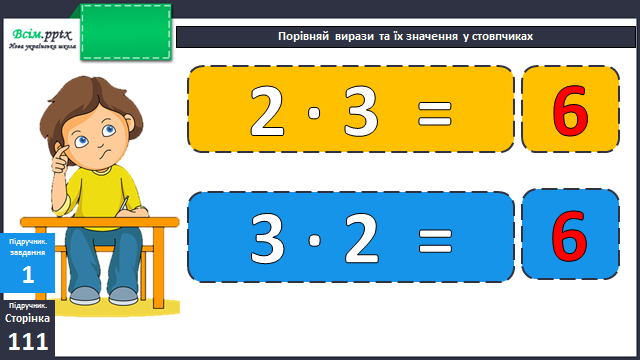 Всім.pptx
Нова українська школа
Порівняй вирази та їх значення у стовпчиках
2 · 3 = 6
3 · 2 = 6
Підручник.
завдання
1
Підручник.
Сторінка
111